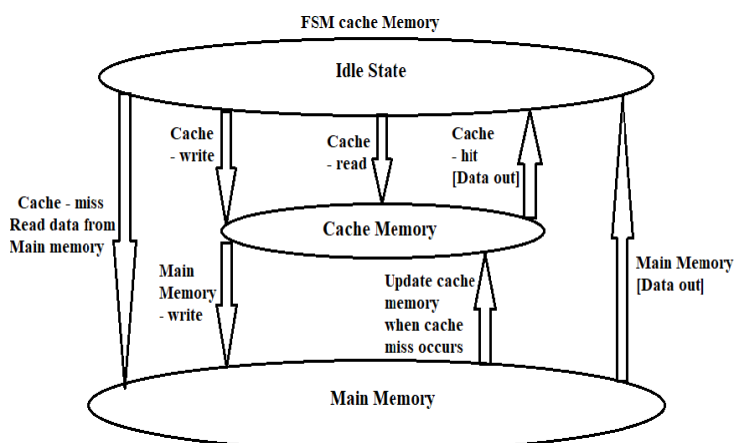 FSM cache Memory
Idle State
Cache
- write
Cache
- read
Cache
- hit
[Data out]
Cache - miss
Read data from
Main memory
Cache Memory
Main
Memory
- write
Update cache
memory
when cache
miss occurs
Main Memory
[Data out]
Main Memory